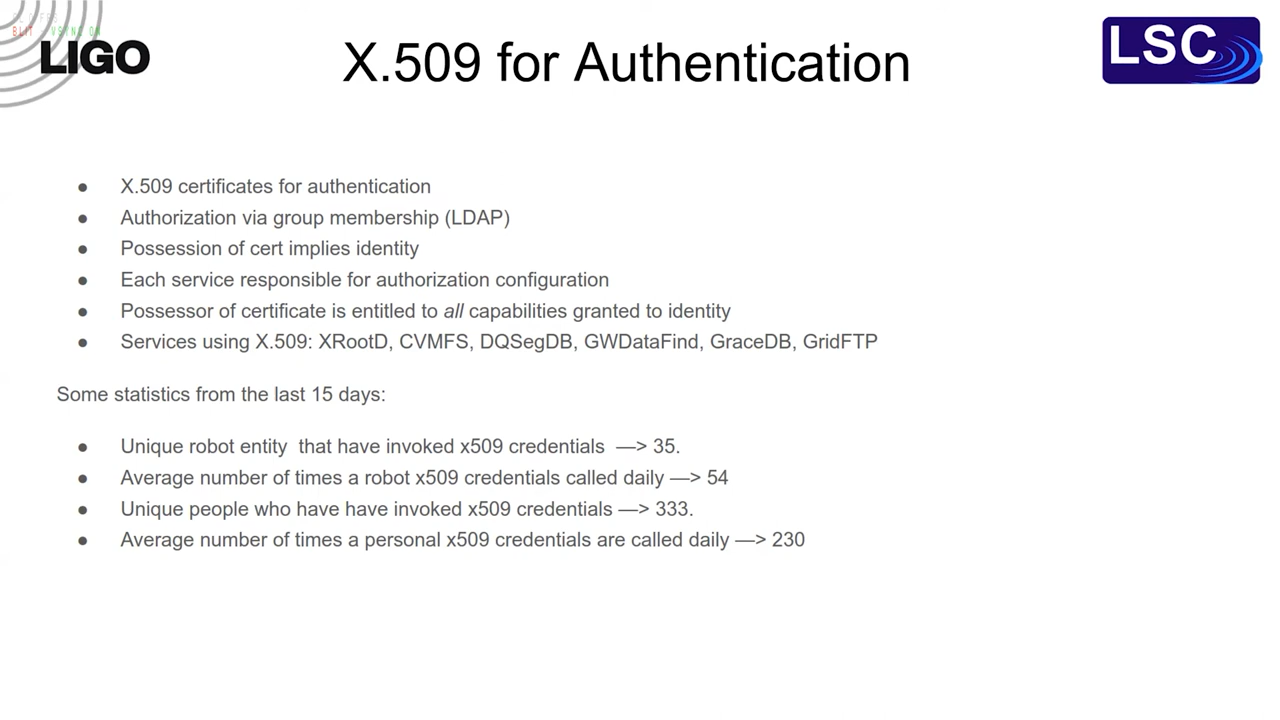 LIGO
X.509 for Authentication
LSC
● X.509 certificates for authentication
● Authorization via group membership (LDAP)
● Possession of cert implies identity
● Each service responsible for authorization configuration
● Possessor of certificate is entitled to all capabilities granted to identity
● Services using X.509: XRootD, CVMFS, DQSegDB, GWDataFind, GraceDB, GridFTP
Some statistics from the last 15 days:
● Unique robot entity  that have invoked x509 credentials  —> 35.
● Average number of times a robot x509 credentials called daily —> 54
● Unique people who have have invoked x509 credentials —> 333.
● Average number of times a personal x509 credentials are called daily —> 230